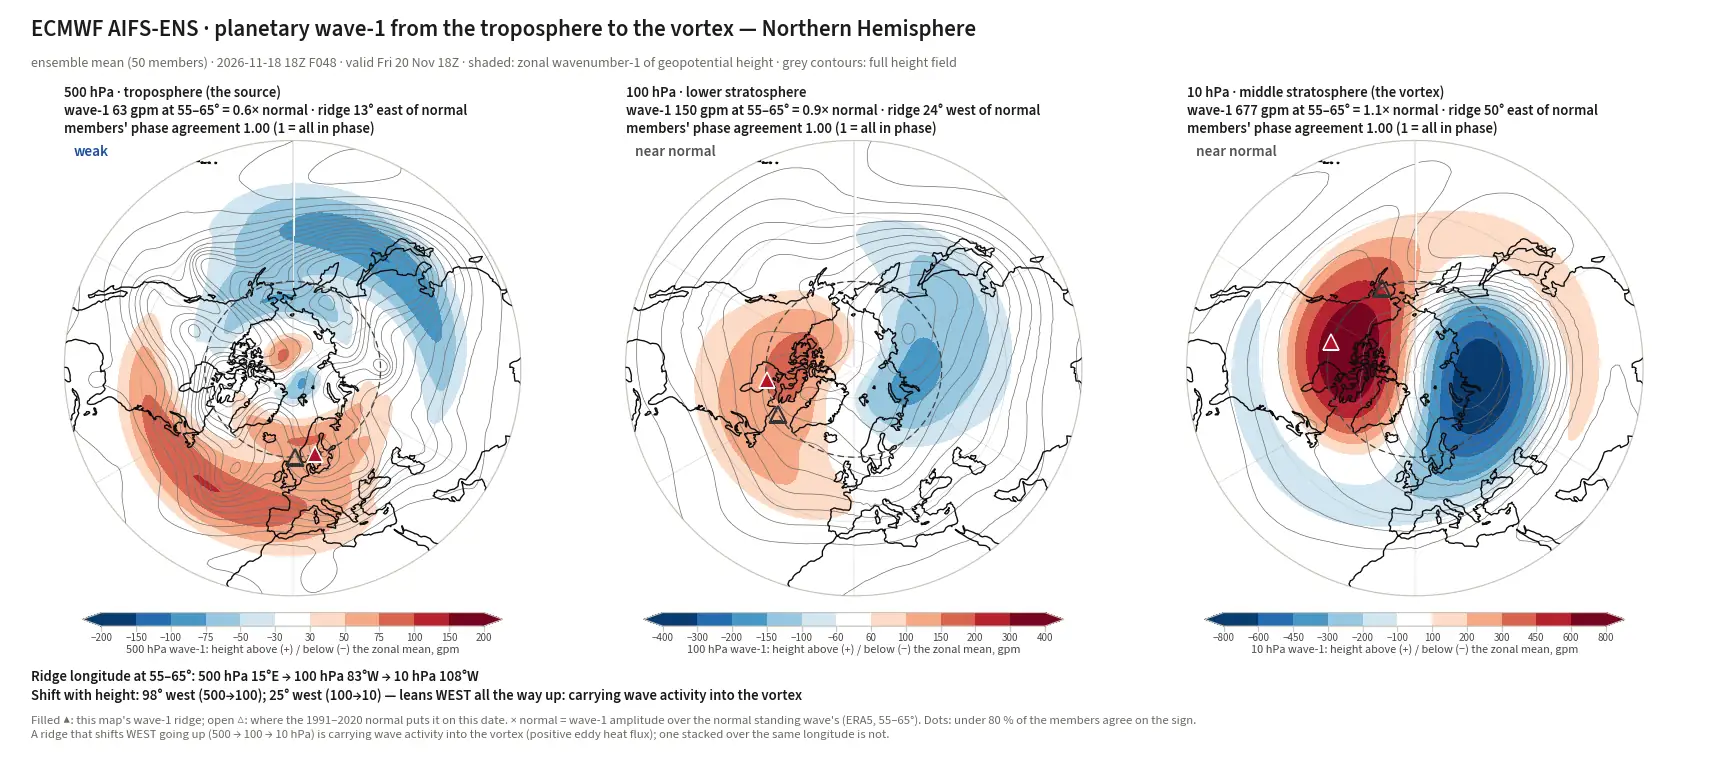 ECMWF AIFS-ENS · planetary wave-1 from the troposphere to the vortex — Northern Hemisphere
ensemble mean (50 members) · 2026-11-18 18Z F048 · valid Fri 20 Nov 18Z · shaded: zonal wavenumber-1 of geopotential height · grey contours: full height field
500 hPa · troposphere (the source)
wave-1 63 gpm at 55–65° = 0.6× normal · ridge 13° east of normal
members' phase agreement 1.00 (1 = all in phase)
weak
100 hPa · lower stratosphere
wave-1 150 gpm at 55–65° = 0.9× normal · ridge 24° west of normal
members' phase agreement 1.00 (1 = all in phase)
near normal
10 hPa · middle stratosphere (the vortex)
wave-1 677 gpm at 55–65° = 1.1× normal · ridge 50° east of normal
members' phase agreement 1.00 (1 = all in phase)
near normal
−200 −150 −100 −75 −50 −30 30 50 75 100 150 200
500 hPa wave-1: height above (+) / below (−) the zonal mean, gpm
−400 −300 −200 −150 −100 −60 60 100 150 200 300 400
100 hPa wave-1: height above (+) / below (−) the zonal mean, gpm
−800 −600 −450 −300 −200 −100 100 200 300 450 600 800
10 hPa wave-1: height above (+) / below (−) the zonal mean, gpm
Ridge longitude at 55–65°: 500 hPa 15°E → 100 hPa 83°W → 10 hPa 108°W
Shift with height: 98° west (500→100); 25° west (100→10) — leans WEST all the way up: carrying wave activity into the vortex
Filled ▲: this map's wave-1 ridge; open △: where the 1991–2020 normal puts it on this date. × normal = wave-1 amplitude over the normal standing wave's (ERA5, 55–65°). Dots: under 80 % of the members agree on the sign.
A ridge that shifts WEST going up (500 → 100 → 10 hPa) is carrying wave activity into the vortex (positive eddy heat flux); one stacked over the same longitude is not.